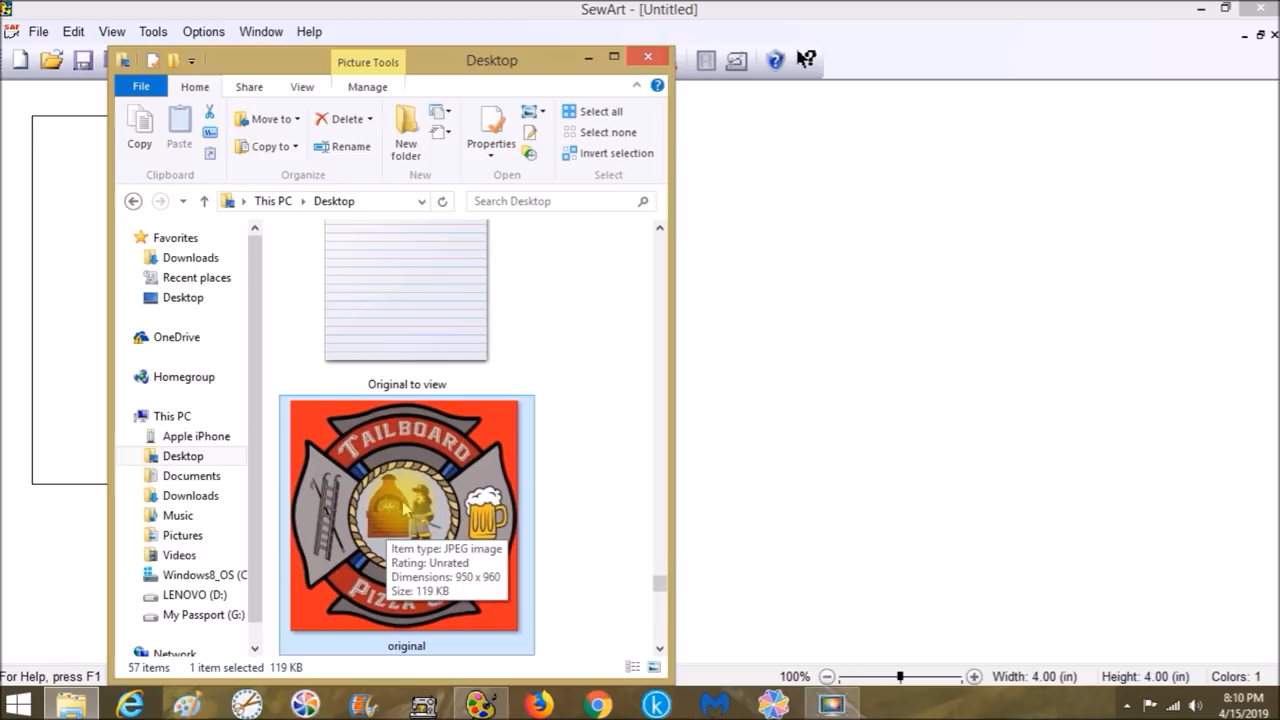 SewArt - [Untitled]
File Edit View Tools Options Window Help
Picture Tools
Desktop
File Home Share View Manage
Copy
Paste
Move to
Copy to
Delete
Rename
New folder
Properties
Select all
Select none
Invert selection
Clipboard Organize New Open Select
This PC Desktop
Search Desktop
Favorites
Downloads
Recent places
Desktop
OneDrive
Homegroup
This PC
Apple iPhone
Desktop
Documents
Downloads
Music
Pictures
Videos
Windows8_OS (C
LENOVO (D:)
My Passport (G:)
Network
Original to view
TAILBOARD
Item type: JPEG image
Rating: Unrated
Dimensions: 950 x 960
Size: 119 KB
original
57 items 1 item selected 119 KB
For Help, press F1
100% Width: 4.00 (in) Height: 4.00 (in) Colors: 1
8:10 PM
4/15/2019